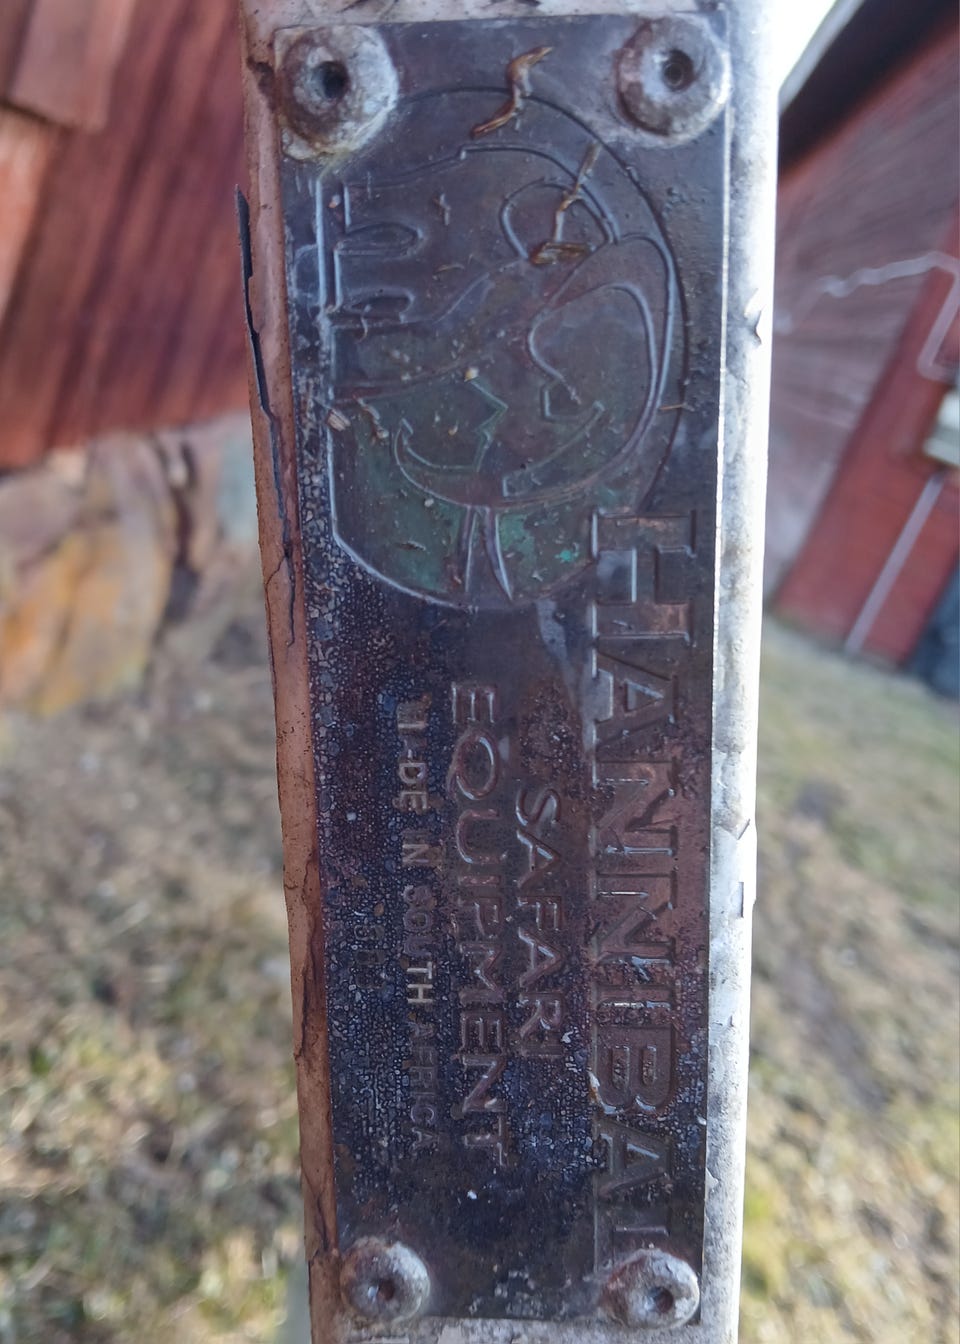 HANNIBAL
SAFARI
EQUIPMENT
MADE IN SOUTH AFRICA